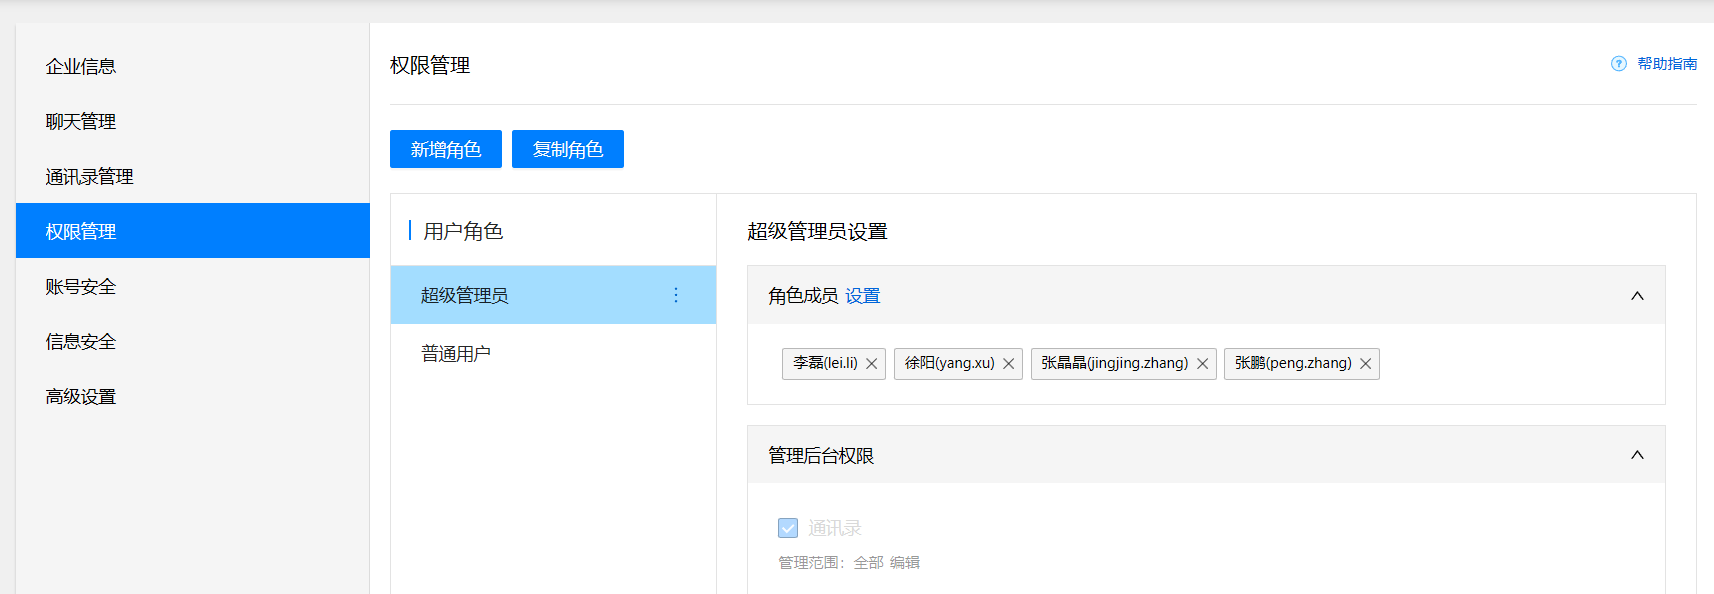 企业信息
聊天管理
通讯录管理
权限管理
账号安全
信息安全
高级设置
权限管理
帮助指南
新增角色 复制角色
用户角色
超级管理员
普通用户
超级管理员设置
角色成员 设置
李磊(lei.li) 徐阳(yang.xu) 张晶晶(jingjing.zhang) 张鹏(peng.zhang)
管理后台权限
通讯录
管理范围：全部 编辑